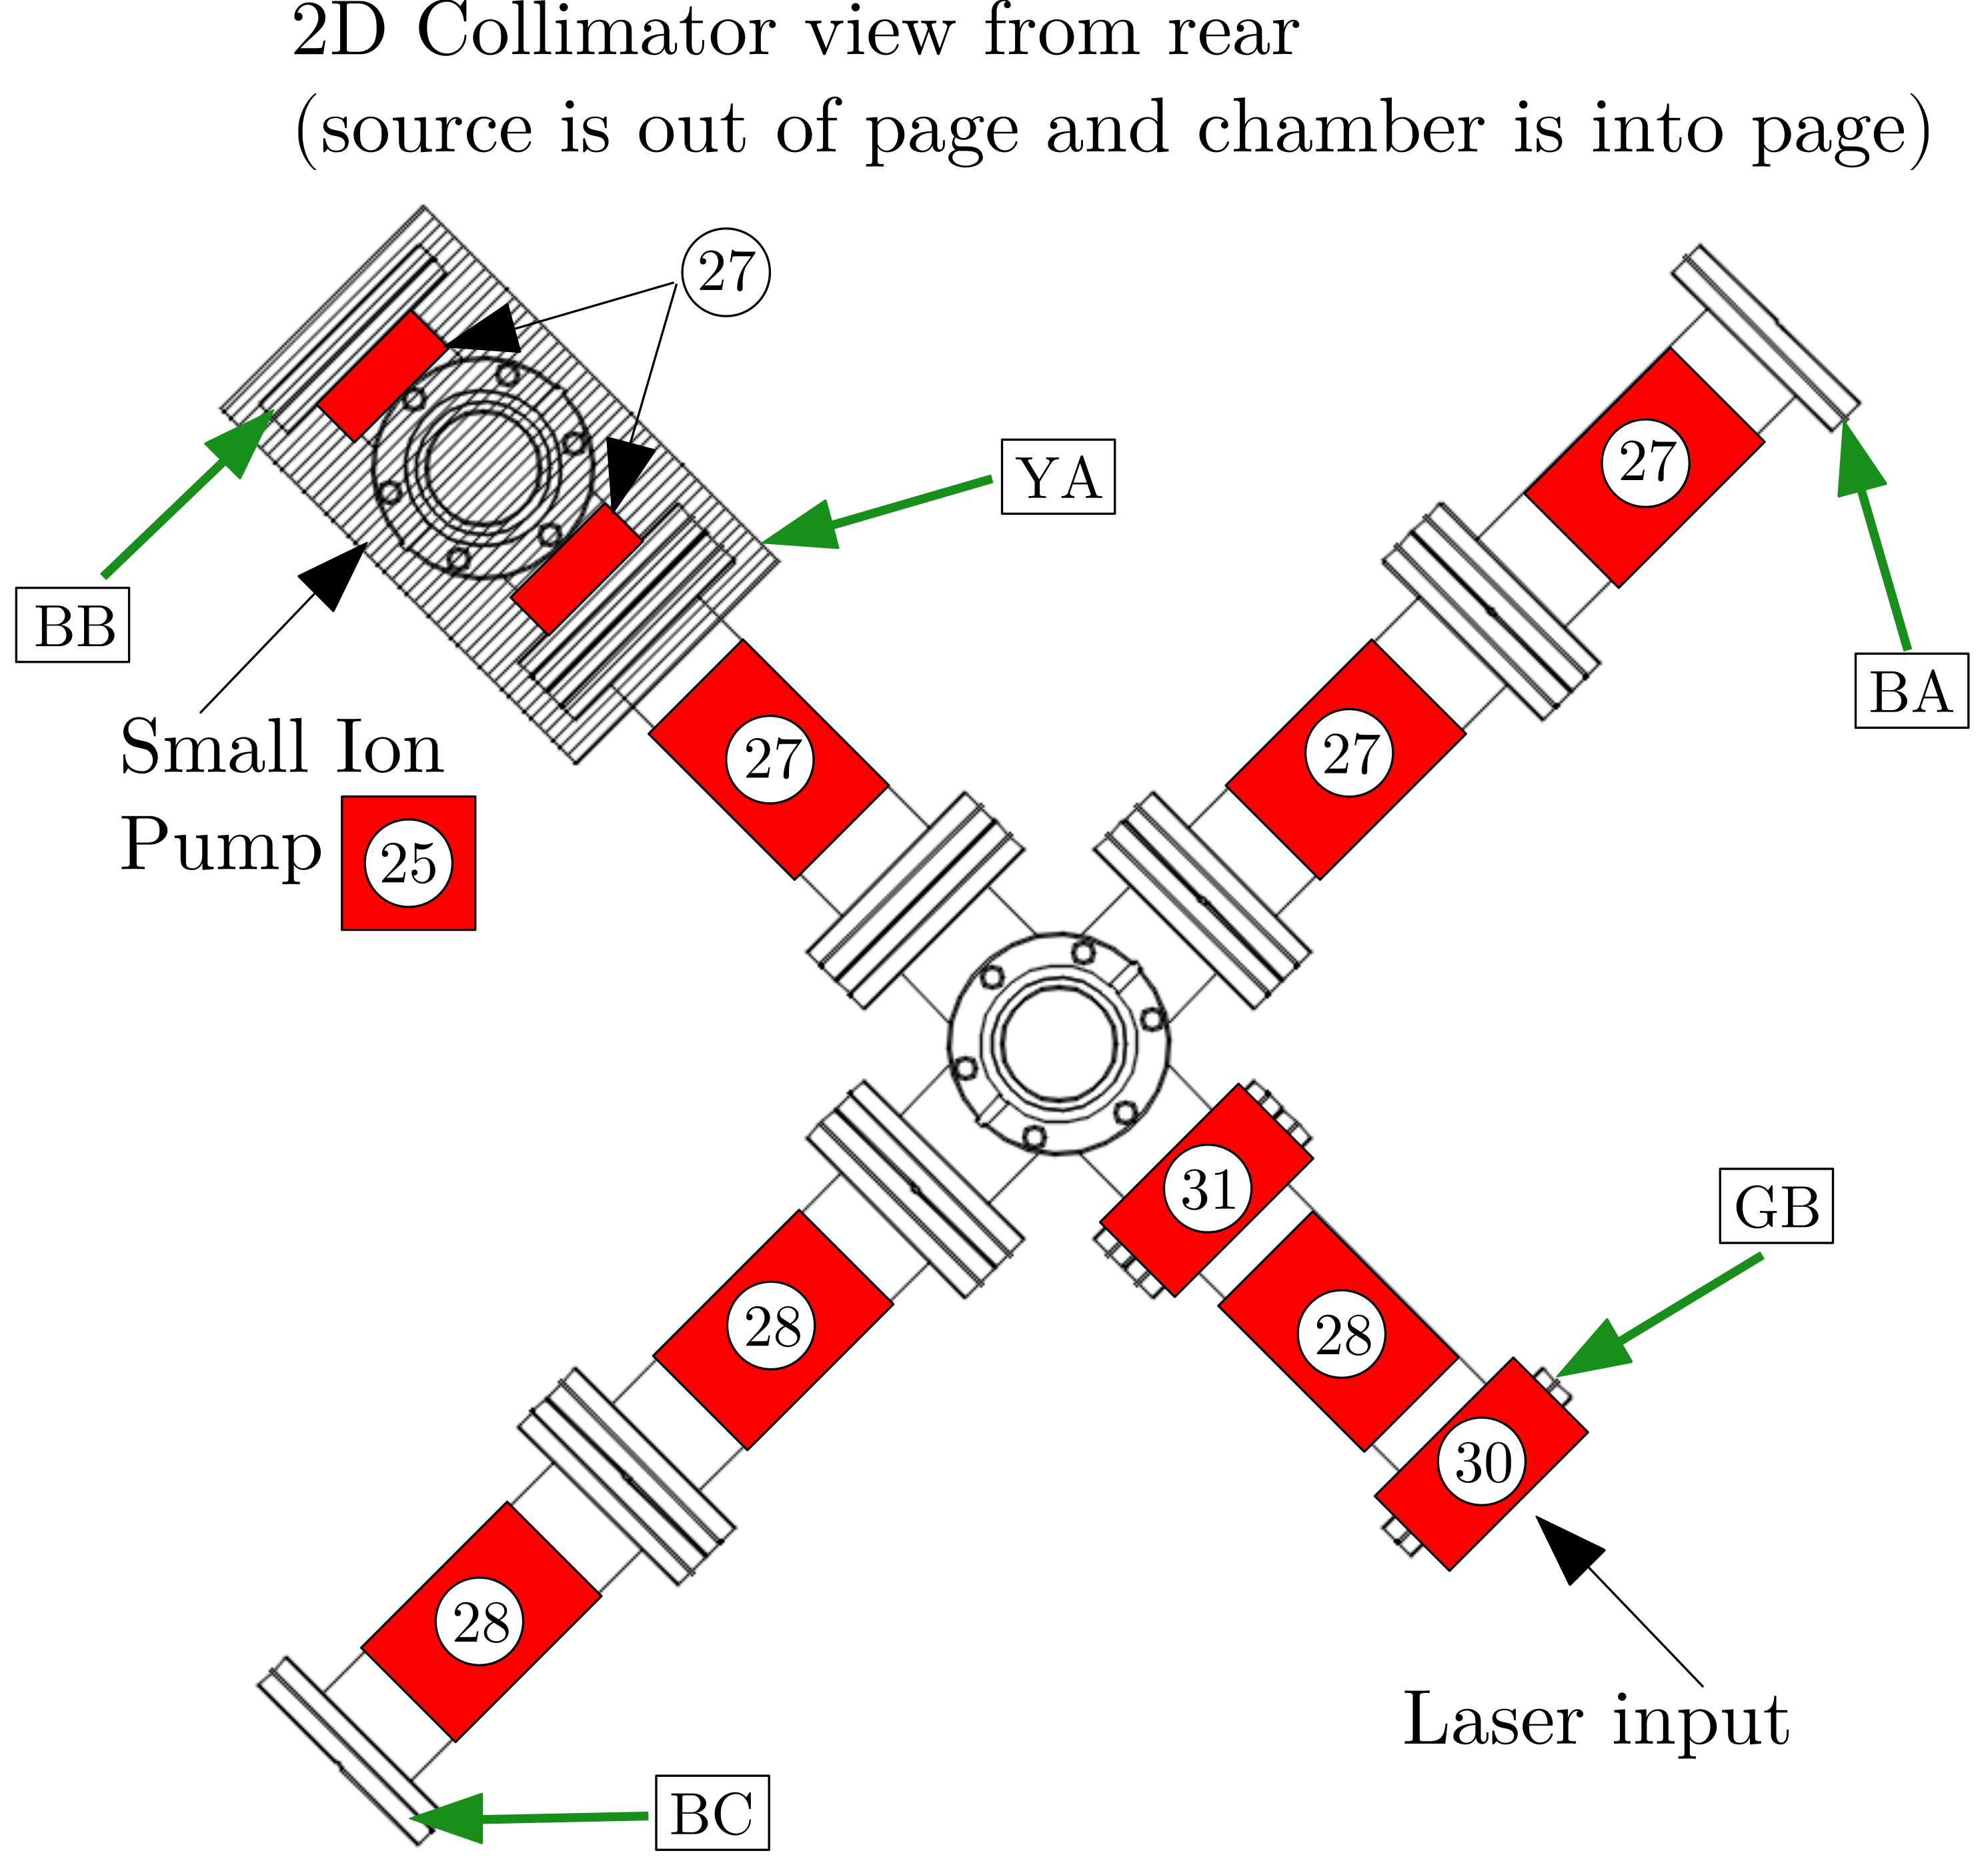 2D Collimator view from rear
(source is out of page and chamber is into page)
27
27
YA
BB
BA
Small Ion
Pump 25
27
27
31
GB
28
28
30
28
Laser input
BC